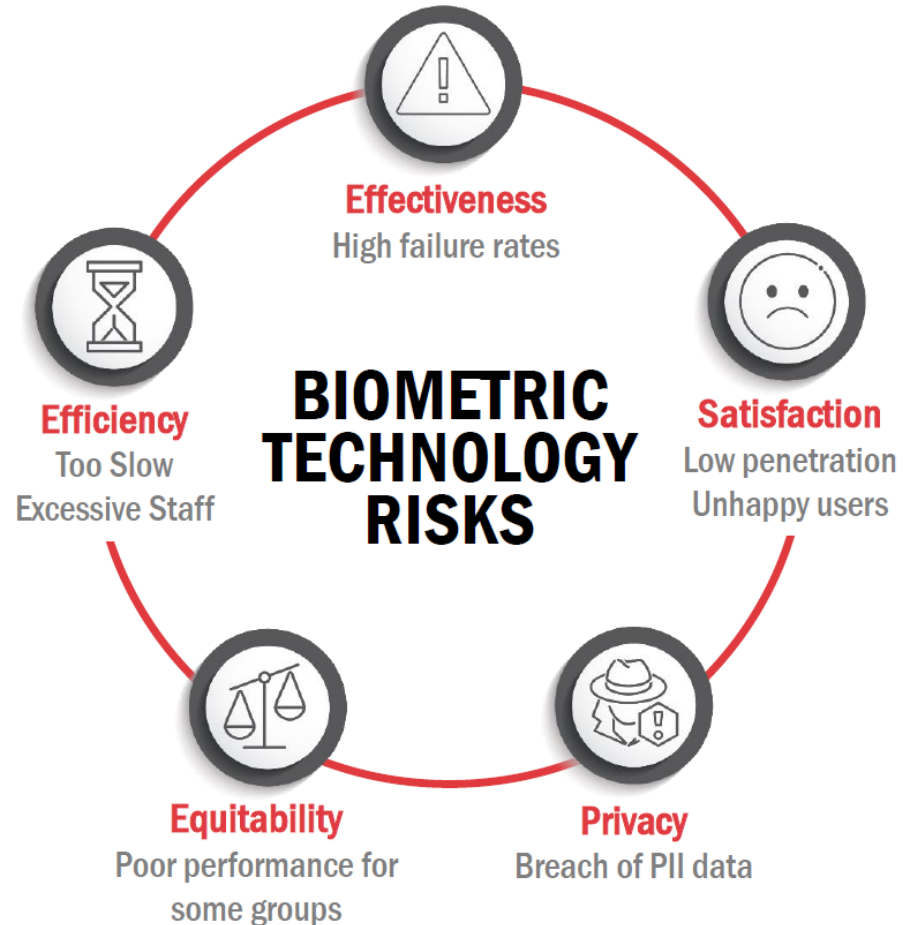 Effectiveness
High failure rates
Satisfaction
Low penetration
Unhappy users
Privacy
Breach of PII data
Equitability
Poor performance for
some groups
Efficiency
Too Slow
Excessive Staff
BIOMETRIC
TECHNOLOGY
RISKS